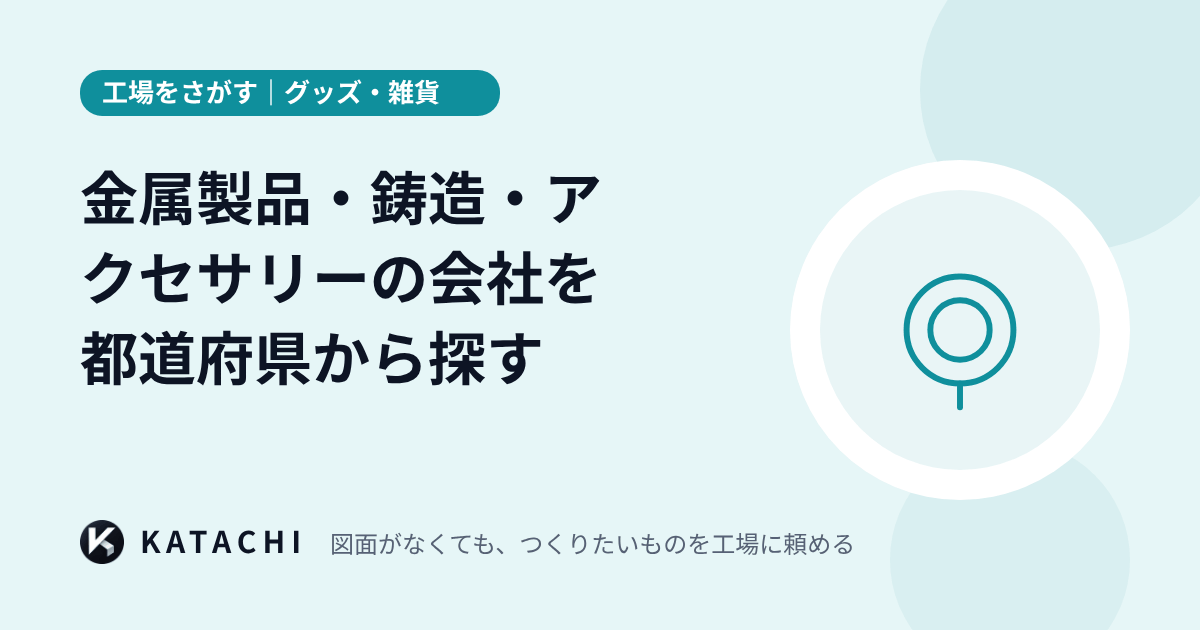 工場をさがす｜グッズ・雑貨
金属製品・鋳造・ア
クセサリーの会社を
都道府県から探す
KATACHI 図面がなくても、つくりたいものを工場に頼める